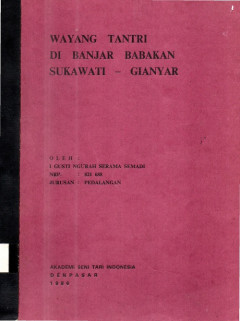 WAYANG TANTRI
DI BANJAR BABAKAN
SUKAWATI - GIANYAR
OLEH :
I GUSTI NGURAH SERAMA SEMADI
JURUSAN : PEDALANGAN
AKADEMI SENI TARI INDONESIA
DENPASAR